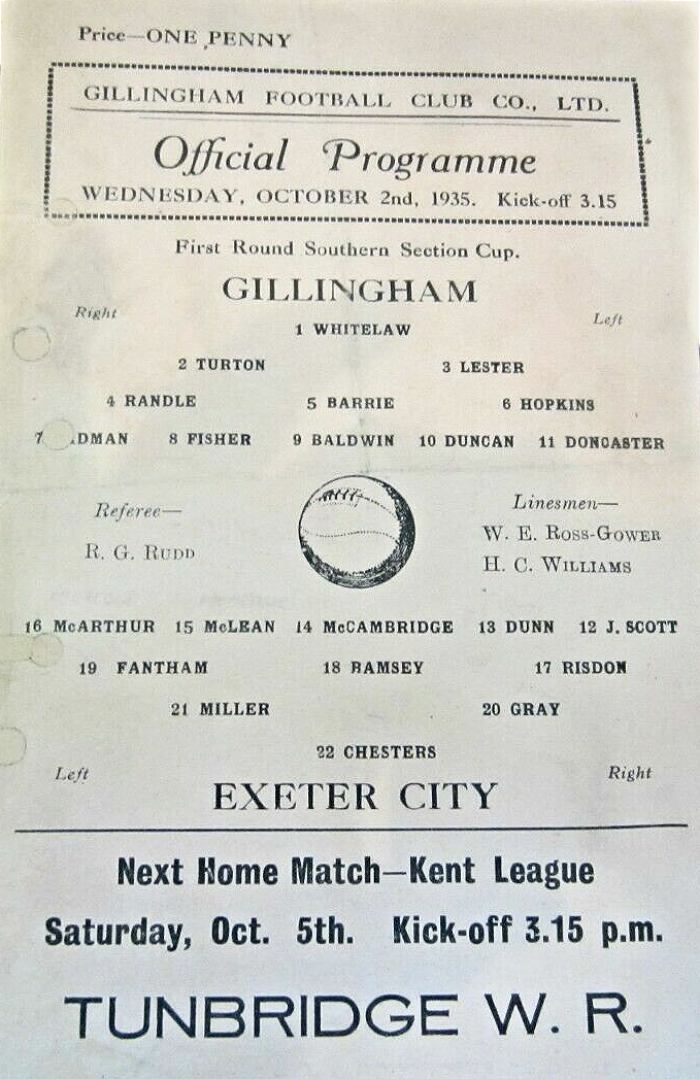 Price—ONE PENNY
GILLINGHAM FOOTBALL CLUB CO., LTD.
Official Programme
WEDNESDAY, OCTOBER 2nd, 1935. Kick-off 3.15
First Round Southern Section Cup.
GILLINGHAM
Right Left
1 WHITELAW
2 TURTON 3 LESTER
4 RANDLE 5 BARRIE 6 HOPKINS
7 DMAN 8 FISHER 9 BALDWIN 10 DUNCAN 11 DONCASTER
Referee— Linesmen—
R. G. RUDD W. E. ROSS-GOWER
H. C. WILLIAMS
16 McARTHUR 15 McLEAN 14 McCAMBRIDGE 13 DUNN 12 J. SCOTT
19 FANTHAM 18 RAMSEY 17 RISDON
21 MILLER 20 GRAY
22 CHESTERS
Left Right
EXETER CITY
Next Home Match—Kent League
Saturday, Oct. 5th. Kick-off 3.15 p.m.
TUNBRIDGE W. R.